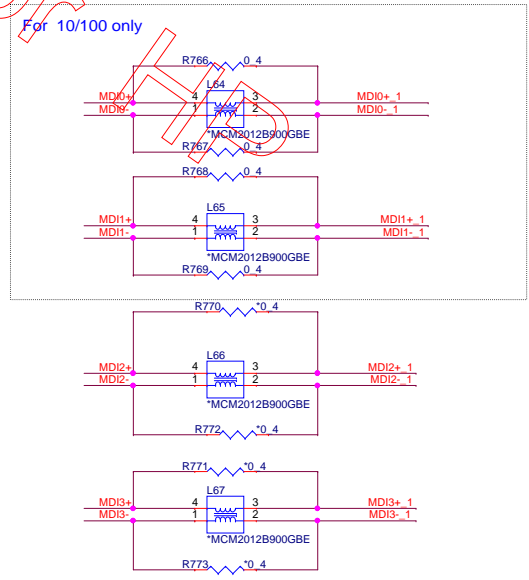 For 10/100 only
R766 0_4
L64
MDI0+ 4 3 MDI0+_1
MDI0- 1 2 MDI0-_1
*MCM2012B900GBE
R767 0_4
R768 0_4
L65
MDI1+ 4 3 MDI1+_1
MDI1- 1 2 MDI1-_1
*MCM2012B900GBE
R769 0_4
R770 *0_4
L66
MDI2+ 4 3 MDI2+_1
MDI2- 1 2 MDI2-_1
*MCM2012B900GBE
R772 *0_4
R771 *0_4
L67
MDI3+ 4 3 MDI3+_1
MDI3- 1 2 MDI3-_1
*MCM2012B900GBE
R773 *0_4